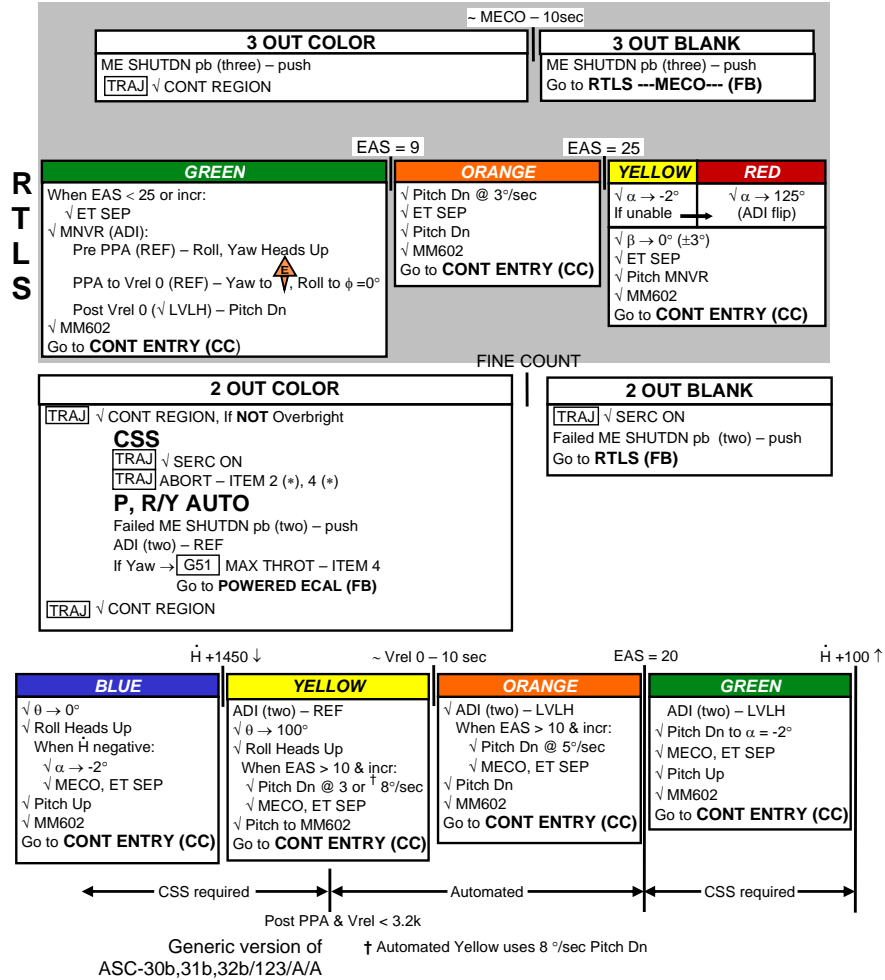 ~ MECO – 10sec
3 OUT COLOR
ME SHUTDN pb (three) – push
TRAJ √ CONT REGION
3 OUT BLANK
ME SHUTDN pb (three) – push
Go to RTLS ---MECO--- (FB)
RTLS
EAS = 9
EAS = 25
GREEN
When EAS < 25 or incr:
√ ET SEP
√ MNVR (ADI):
Pre PPA (REF) – Roll, Yaw Heads Up
E
PPA to Vrel 0 (REF) – Yaw to , Roll to ϕ =0°
Post Vrel 0 (√ LVLH) – Pitch Dn
√ MM602
Go to CONT ENTRY (CC)
ORANGE
√ Pitch Dn @ 3°/sec
√ ET SEP
√ Pitch Dn
√ MM602
Go to CONT ENTRY (CC)
YELLOW
RED
√ α → -2°
If unable
√ α → 125°
(ADI flip)
√ β → 0° (±3°)
√ ET SEP
√ Pitch MNVR
√ MM602
Go to CONT ENTRY (CC)
FINE COUNT
2 OUT COLOR
TRAJ √ CONT REGION, If NOT Overbright
CSS
TRAJ √ SERC ON
TRAJ ABORT – ITEM 2 (∗), 4 (∗)
P, R/Y AUTO
Failed ME SHUTDN pb (two) – push
ADI (two) – REF
If Yaw → G51 MAX THROT – ITEM 4
Go to POWERED ECAL (FB)
TRAJ √ CONT REGION
2 OUT BLANK
TRAJ √ SERC ON
Failed ME SHUTDN pb (two) – push
Go to RTLS (FB)
Ḣ +1450 ↓
~ Vrel 0 – 10 sec
EAS = 20
Ḣ +100 ↑
BLUE
√ θ → 0°
√ Roll Heads Up
When Ḣ negative:
√ α → -2°
√ MECO, ET SEP
√ Pitch Up
√ MM602
Go to CONT ENTRY (CC)
YELLOW
ADI (two) – REF
√ θ → 100°
√ Roll Heads Up
When EAS > 10 & incr:
√ Pitch Dn @ 3 or † 8°/sec
√ MECO, ET SEP
√ Pitch to MM602
Go to CONT ENTRY (CC)
ORANGE
√ ADI (two) – LVLH
When EAS > 10 & incr:
√ Pitch Dn @ 5°/sec
√ MECO, ET SEP
√ Pitch Dn
√ MM602
Go to CONT ENTRY (CC)
GREEN
ADI (two) – LVLH
√ Pitch Dn to α = -2°
√ MECO, ET SEP
√ Pitch Up
√ MM602
Go to CONT ENTRY (CC)
CSS required
Automated
CSS required
Post PPA & Vrel < 3.2k
Generic version of
ASC-30b,31b,32b/123/A/A
† Automated Yellow uses 8 °/sec Pitch Dn